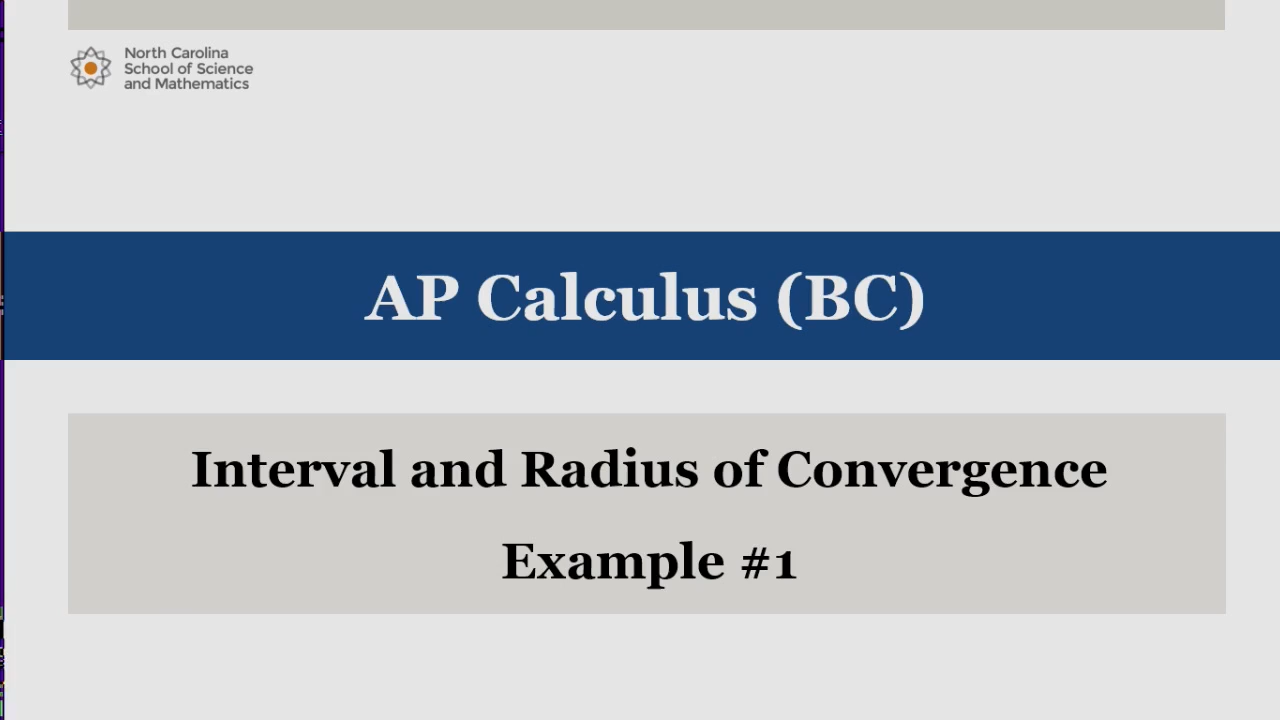 North Carolina
School of Science
and Mathematics
AP Calculus (BC)
Interval and Radius of Convergence
Example #1